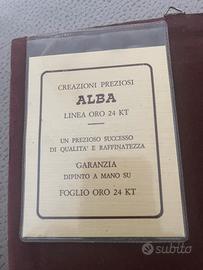 CREAZIONI PREZIOSI
ALBA
LINEA ORO 24 KT
UN PREZIOSO SUCCESSO
DI QUALITA' E RAFFINATEZZA
GARANZIA
DIPINTO A MANO SU
FOGLIO ORO 24 KT
subito